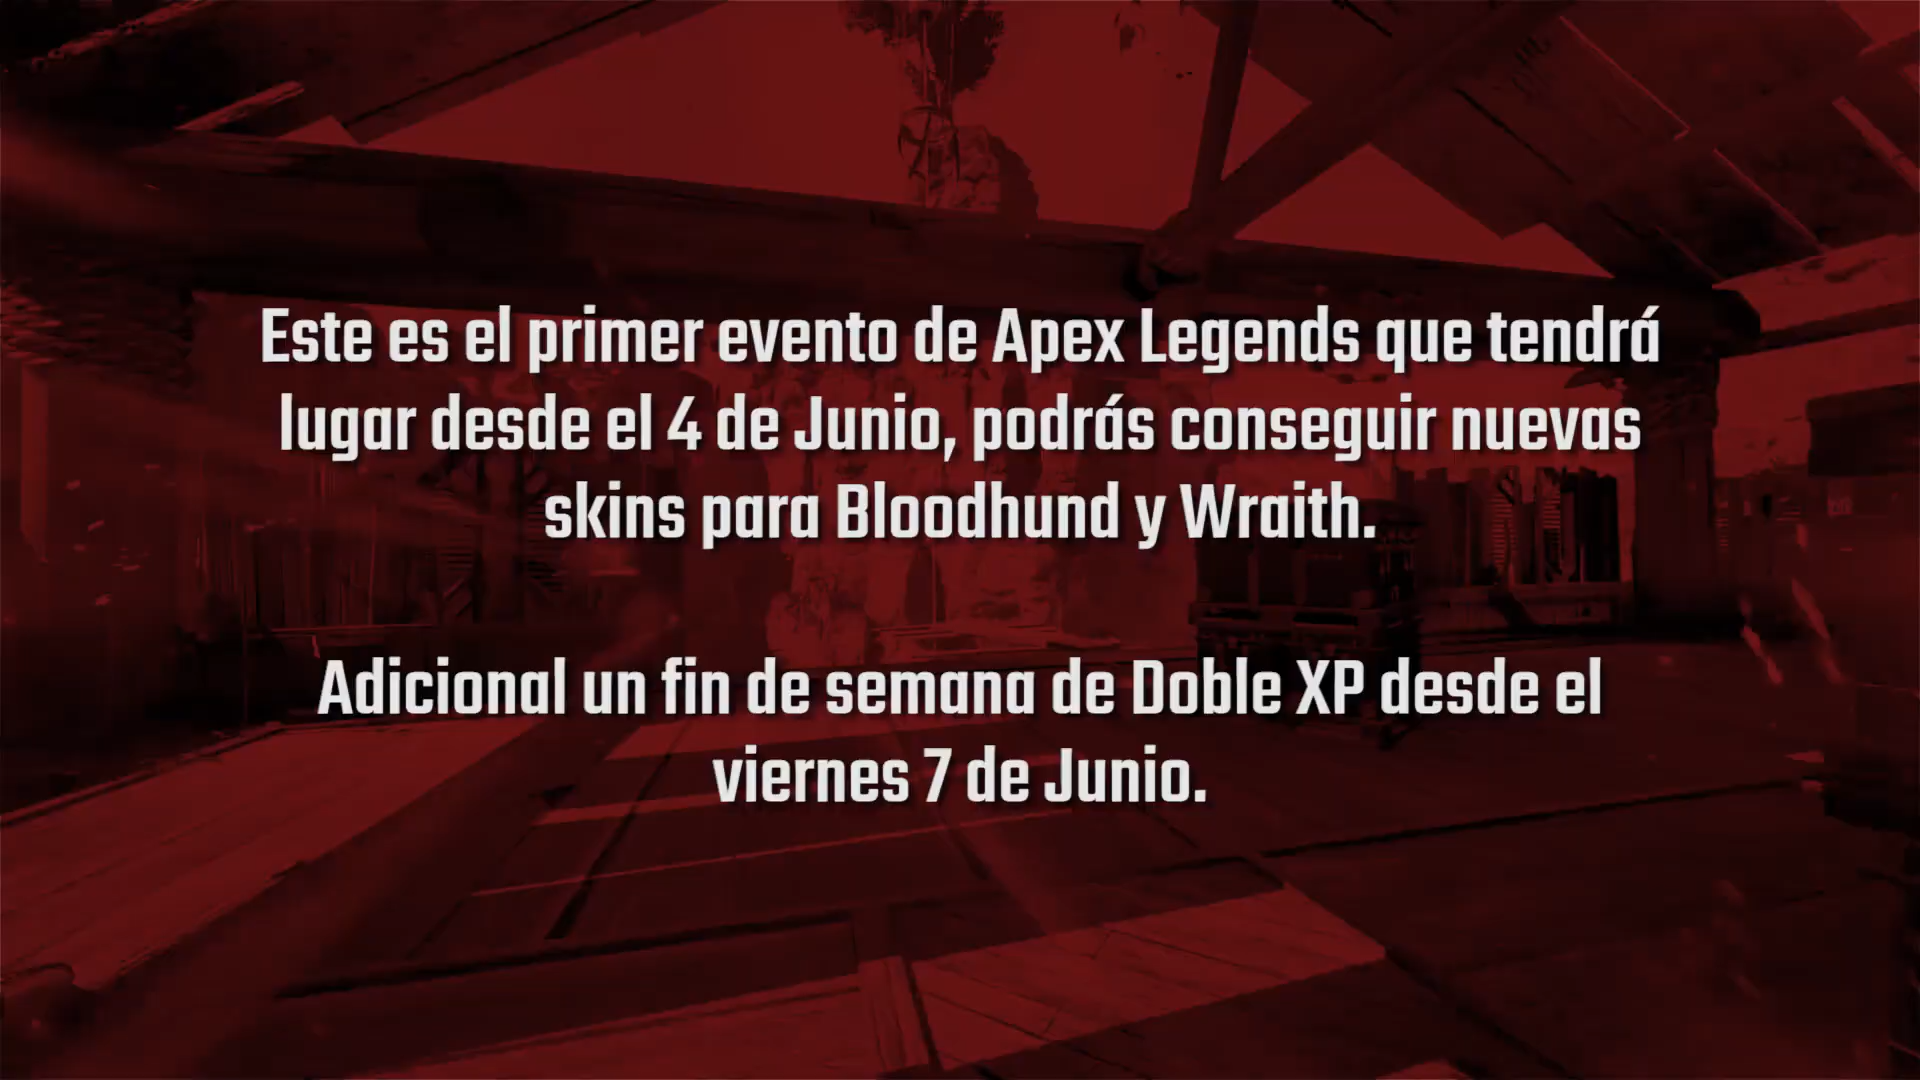 Este es el primer evento de Apex Legends que tendrá
lugar desde el 4 de Junio, podrás conseguir nuevas
skins para Bloodhund y Wraith.
Adicional un fin de semana de Doble XP desde el
viernes 7 de Junio.